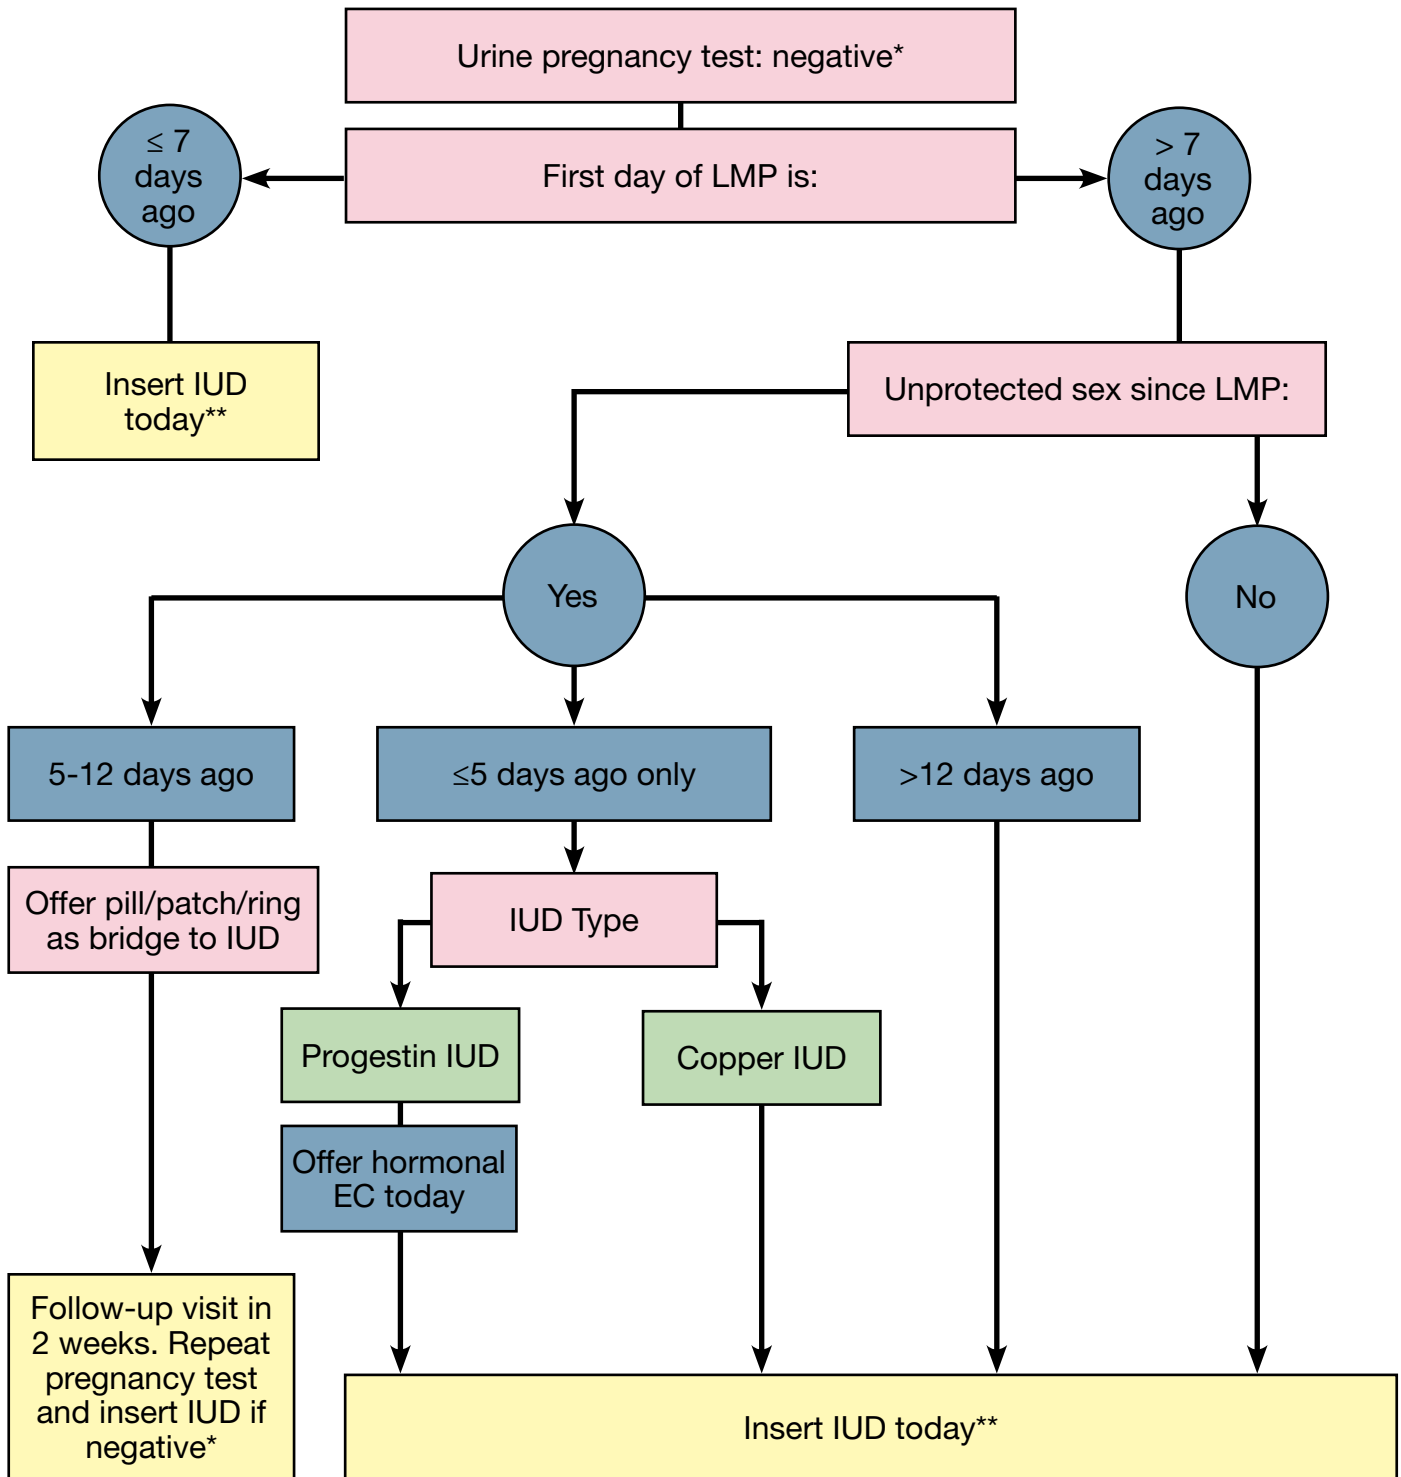 Urine pregnancy test: negative*
≤ 7
days
ago
First day of LMP is:
> 7
days
ago
Insert IUD
today**
Unprotected sex since LMP:
Yes
No
5-12 days ago
≤5 days ago only
>12 days ago
Offer pill/patch/ring
as bridge to IUD
IUD Type
Progestin IUD
Copper IUD
Offer hormonal
EC today
Follow-up visit in
2 weeks. Repeat
pregnancy test
and insert IUD if
negative*
Insert IUD today**